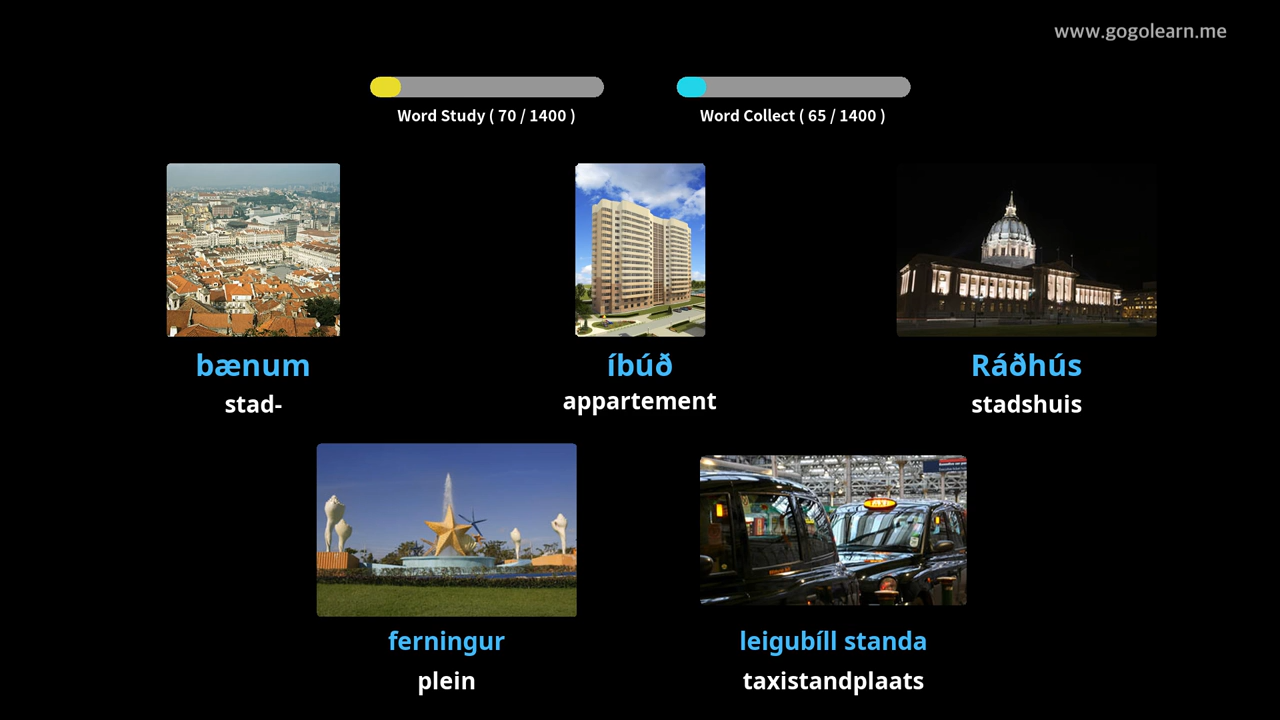 www.gogolearn.me
Word Study ( 70 / 1400 )
Word Collect ( 65 / 1400 )
bænum
íbúð
Ráðhús
stad-
appartement
stadshuis
TAXI
ferningur
leigubíll standa
plein
taxistandplaats